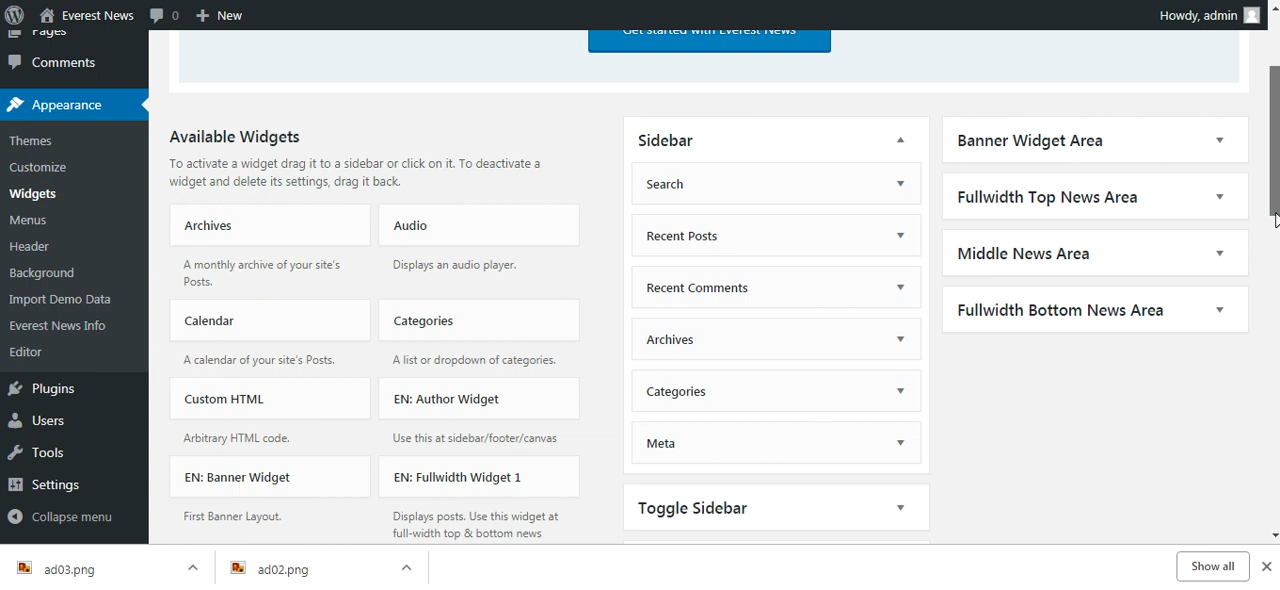 Everest News
0
New
Howdy, admin
Pages
Comments
Appearance
Themes
Customize
Widgets
Menus
Header
Background
Import Demo Data
Everest News Info
Editor
Plugins
Users
Tools
Settings
Collapse menu
Get started with Everest News
Available Widgets
To activate a widget drag it to a sidebar or click on it. To deactivate a
widget and delete its settings, drag it back.
Archives
A monthly archive of your site's
Posts.
Audio
Displays an audio player.
Calendar
A calendar of your site's Posts.
Categories
A list or dropdown of categories.
Custom HTML
Arbitrary HTML code.
EN: Author Widget
Use this at sidebar/footer/canvas
EN: Banner Widget
First Banner Layout.
EN: Fullwidth Widget 1
Displays posts. Use this widget at
full-width top & bottom news
Sidebar
Search
Recent Posts
Recent Comments
Archives
Categories
Meta
Toggle Sidebar
Banner Widget Area
Fullwidth Top News Area
Middle News Area
Fullwidth Bottom News Area
ad03.png
ad02.png
Show all